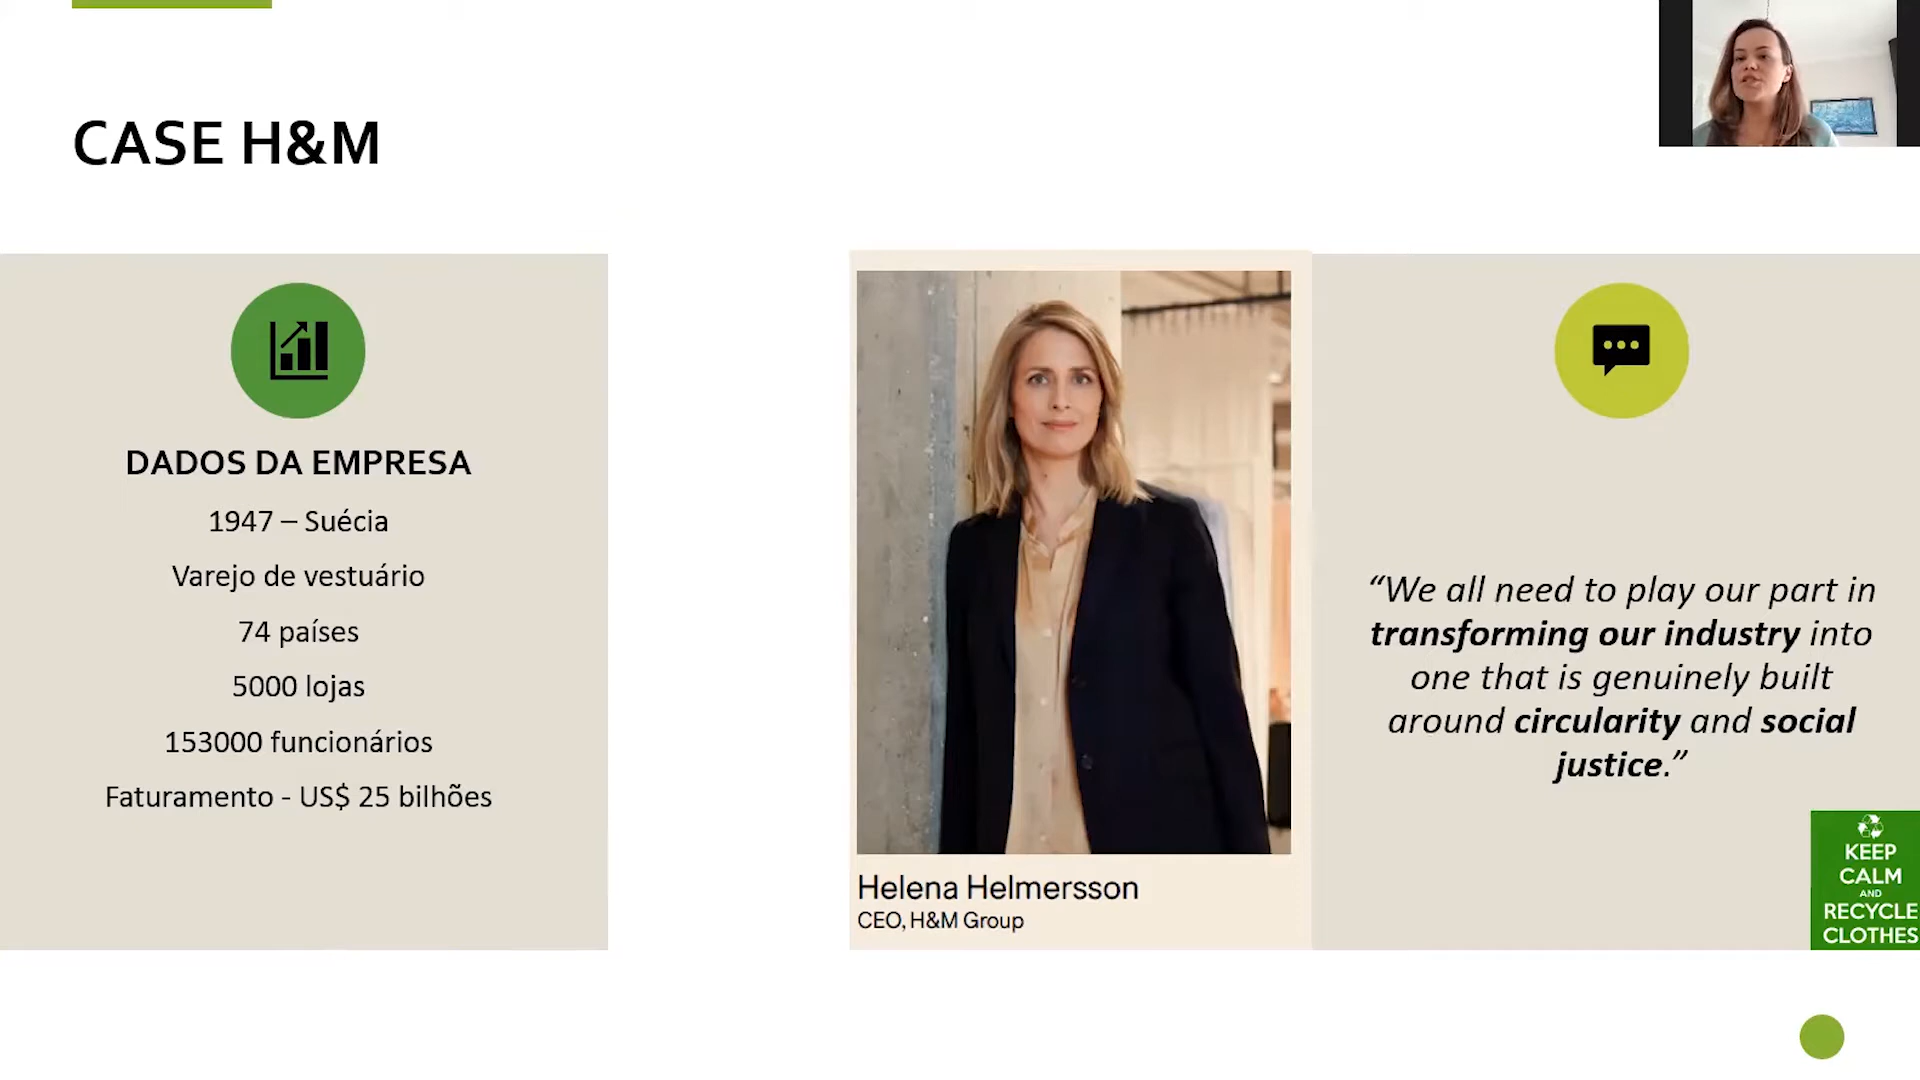 CASE H&M
DADOS DA EMPRESA
1947 – Suécia
Varejo de vestuário
74 países
5000 lojas
153000 funcionários
Faturamento - US$ 25 bilhões
Helena Helmersson
CEO, H&M Group
“We all need to play our part in
transforming our industry into
one that is genuinely built
around circularity and social
justice.”
KEEP
CALM
AND
RECYCLE
CLOTHES